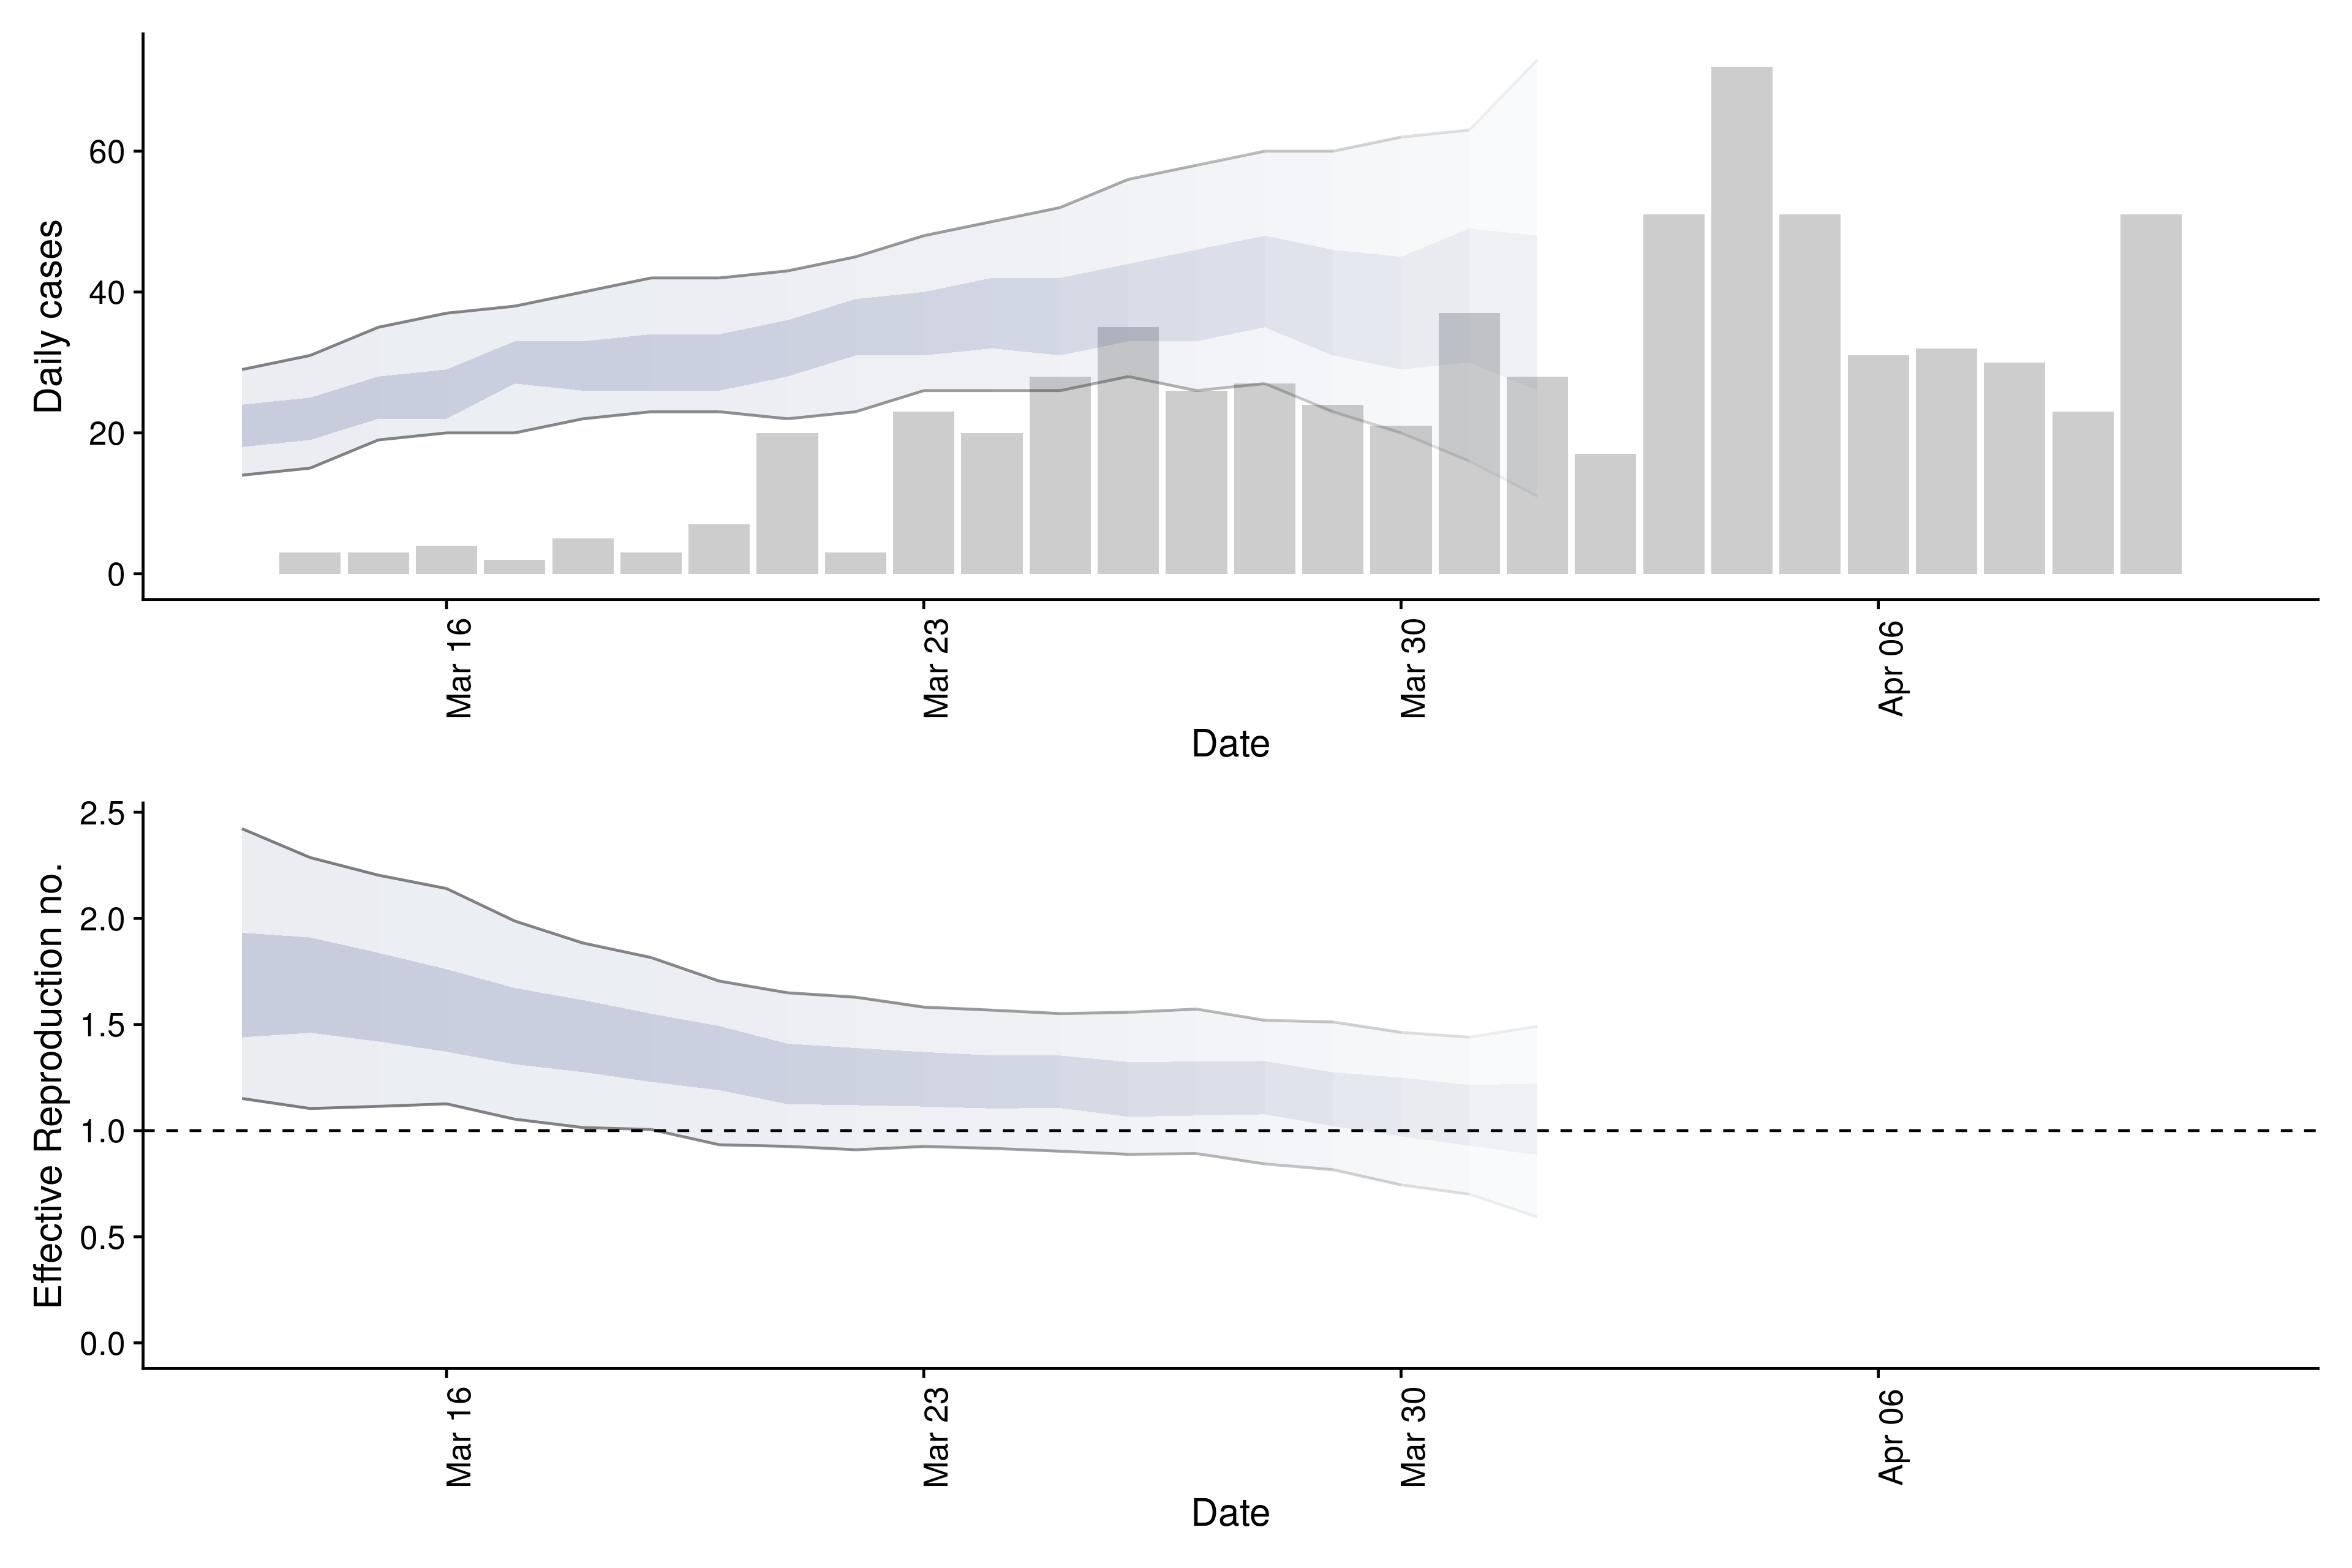 Daily cases
60
40
20
0
Mar 16
Mar 23
Mar 30
Apr 06
Date
Effective Reproduction no.
2.5
2.0
1.5
1.0
0.5
0.0
Mar 16
Mar 23
Mar 30
Apr 06
Date